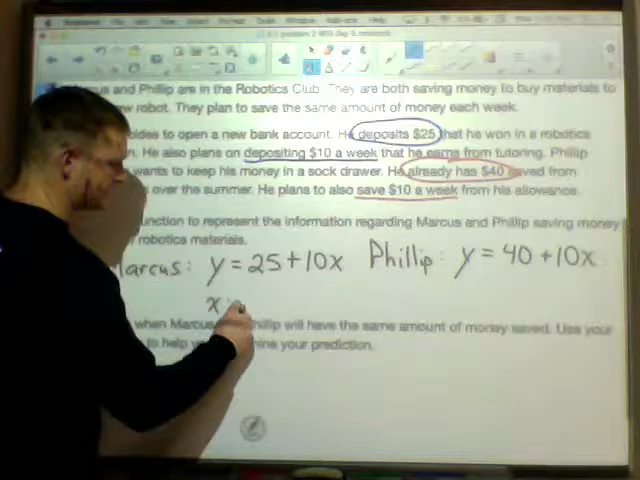 cus and Phillip are in the Robotics Club. They are both saving money to buy materials to
w robot. They plan to save the same amount of money each week.
ides to open a new bank account. He deposits $25 that he won in a robotics
n. He also plans on depositing $10 a week that he earns from tutoring. Phillip
wants to keep his money in a sock drawer. He already has $40 saved from
over the summer. He plans to also save $10 a week from his allowance.
unction to represent the information regarding Marcus and Phillip saving money
robotics materials.
Marcus: y = 25 + 10x Phillip: y = 40 + 10x
x
when Marcus Phillip will have the same amount of money saved. Use your
to help your prediction.